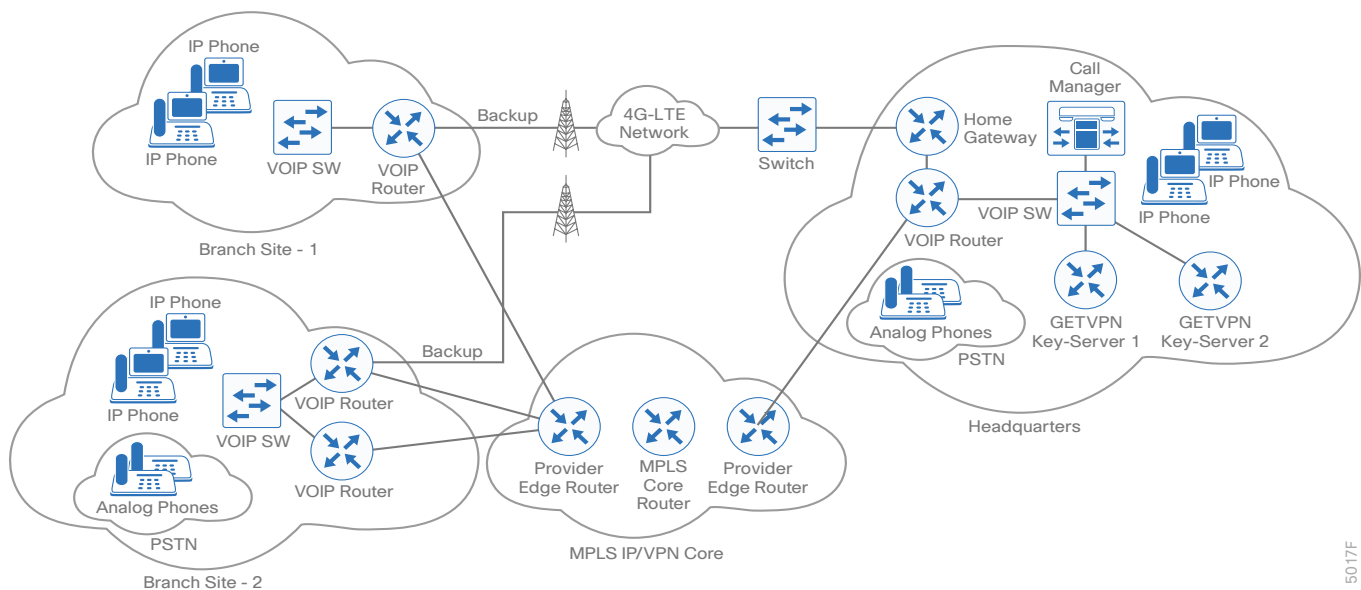 IP Phone
IP Phone
VOIP SW
VOIP
Router
Branch Site - 1
Backup
4G-LTE
Network
Switch
Home
Gateway
Call
Manager
IP Phone
IP Phone
VOIP SW
VOIP Router
Analog Phones
PSTN
GETVPN
Key-Server 1
GETVPN
Key-Server 2
Headquarters
IP Phone
IP Phone
VOIP SW
VOIP Router
VOIP Router
Backup
Analog Phones
PSTN
Branch Site - 2
Provider
Edge Router
MPLS
Core
Router
Provider
Edge Router
MPLS IP/VPN Core
5017F